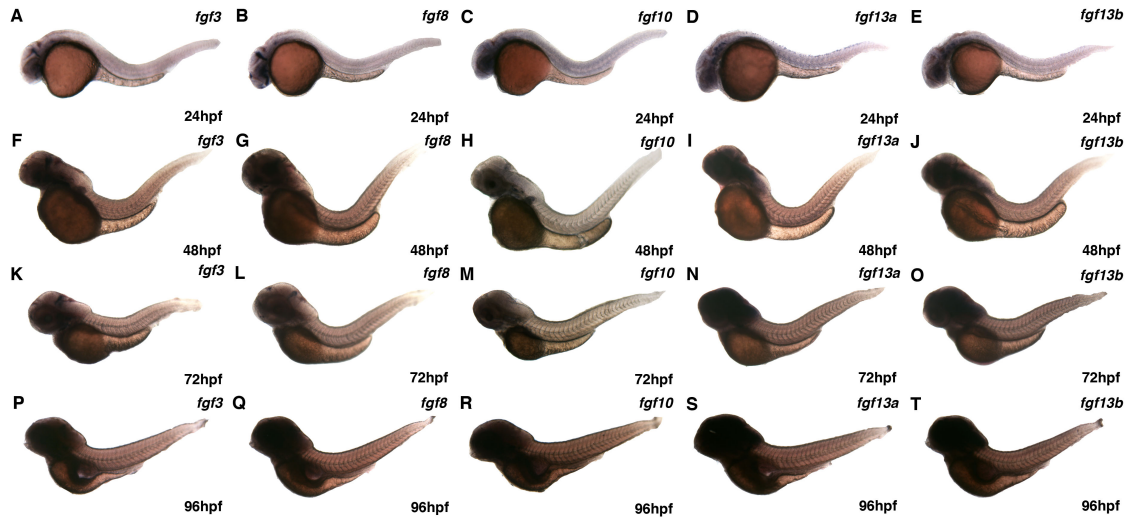 A fgf3 B fgf8 C fgf10 D fgf13a E fgf13b
24hpf 24hpf 24hpf 24hpf 24hpf
F fgf3 G fgf8 H fgf10 I fgf13a J fgf13b
48hpf 48hpf 48hpf 48hpf 48hpf
K fgf3 L fgf8 M fgf10 N fgf13a O fgf13b
72hpf 72hpf 72hpf 72hpf 72hpf
P fgf3 Q fgf8 R fgf10 S fgf13a T fgf13b
96hpf 96hpf 96hpf 96hpf 96hpf